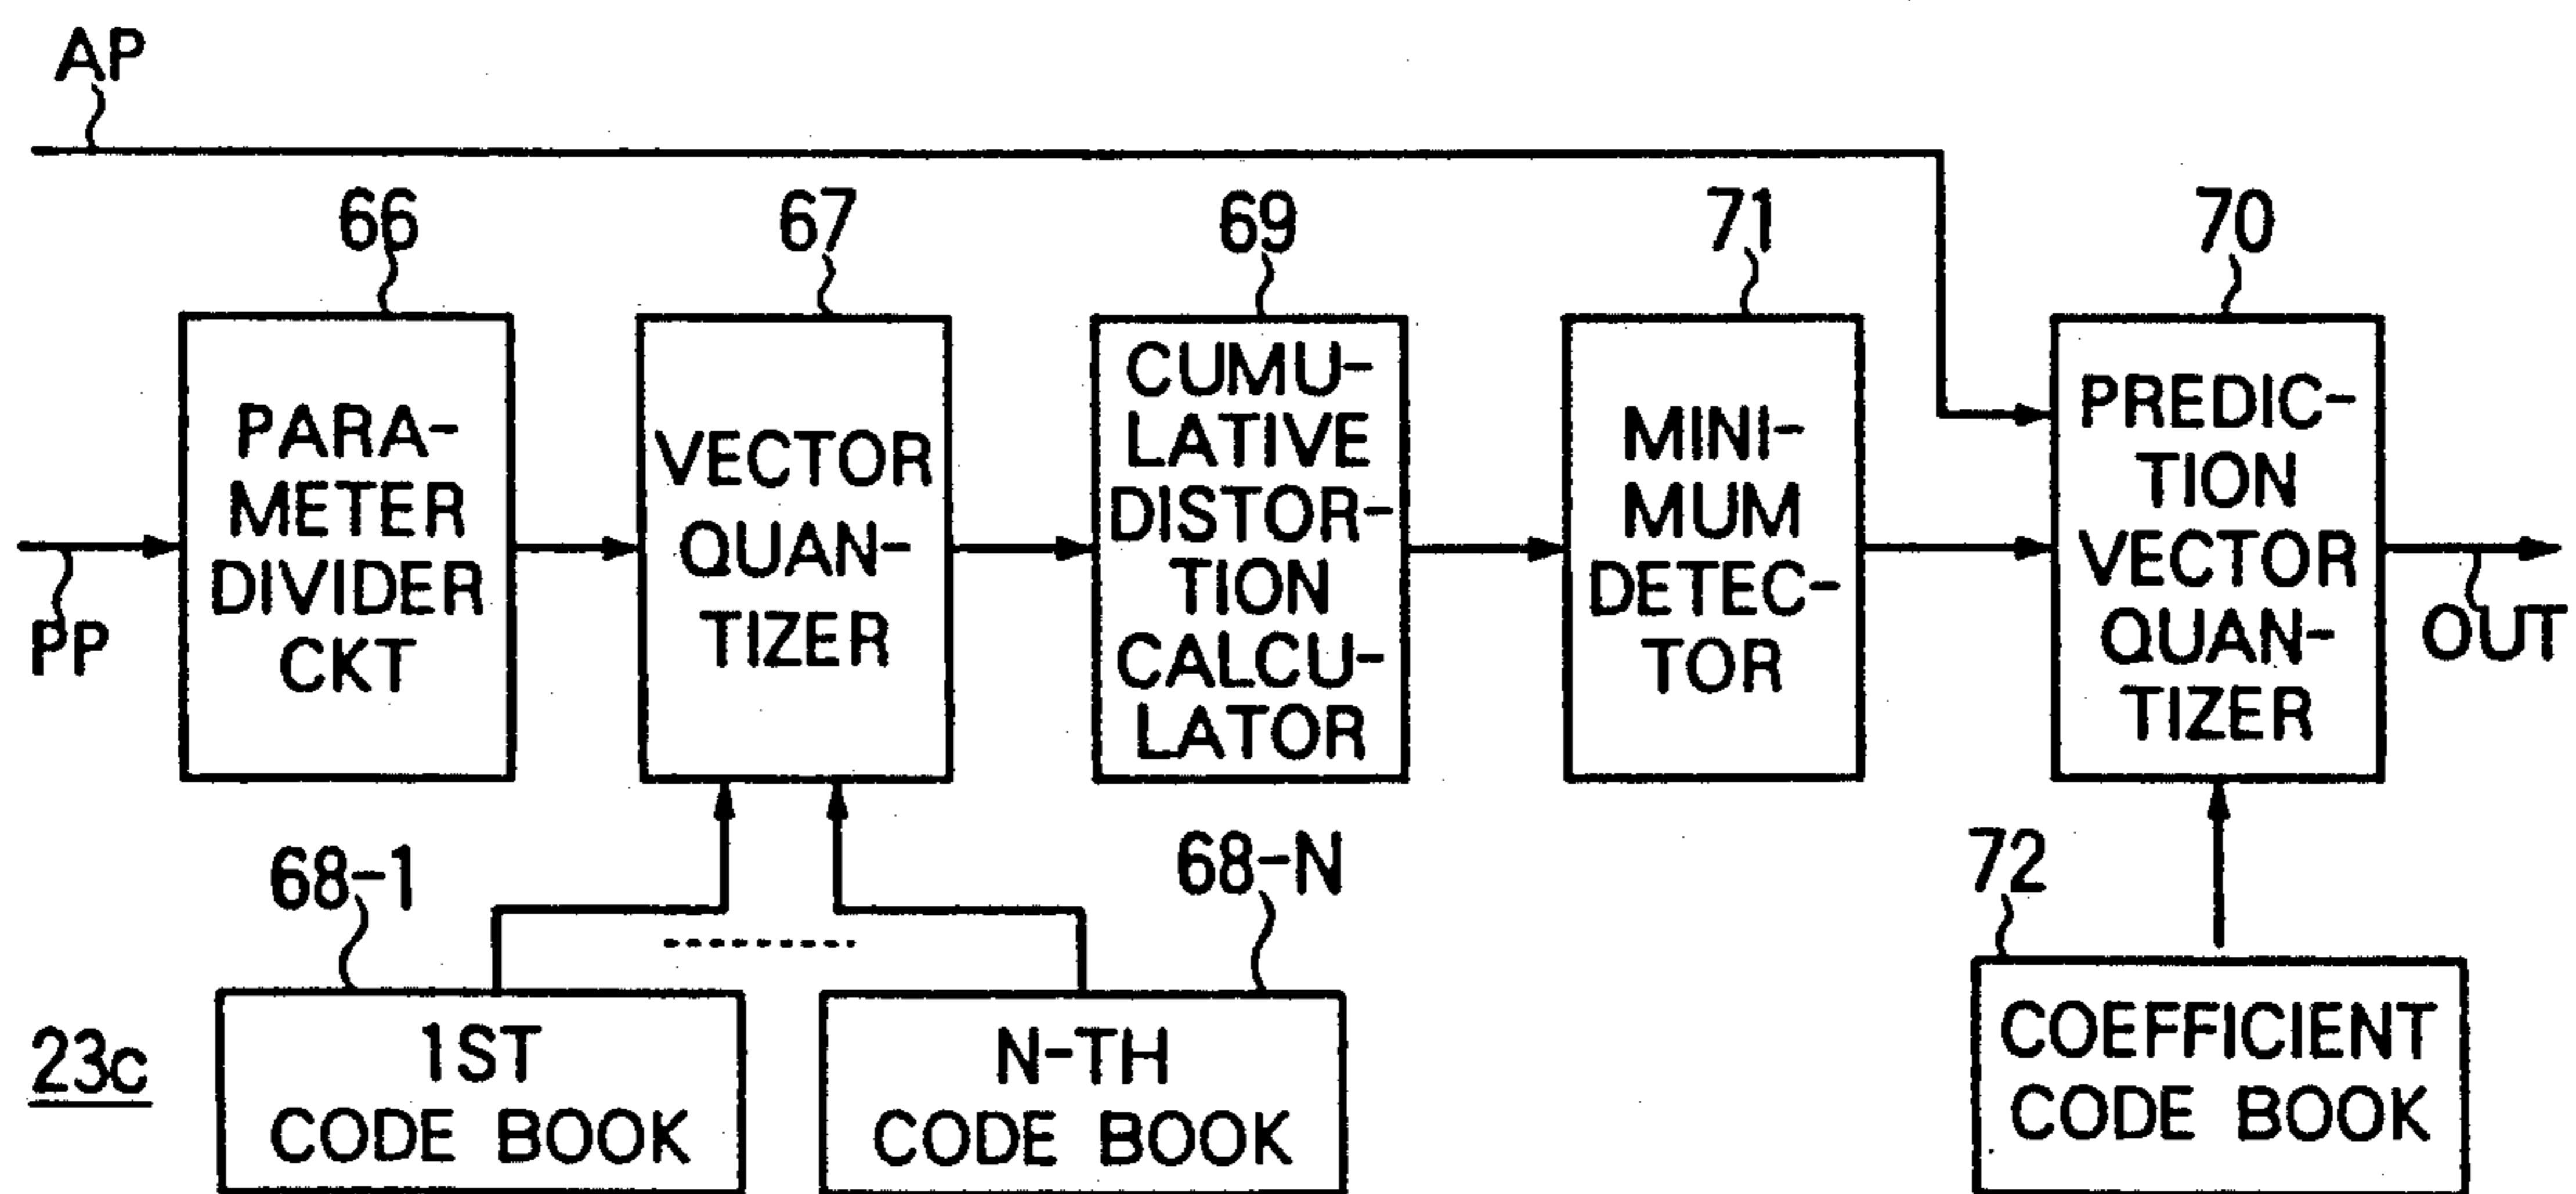 AP
66
67
69
71
70
PARA-
METER
DIVIDER
CKT
VECTOR
QUAN-
TIZER
CUMU-
LATIVE
DISTOR-
TION
CALCU-
LATOR
MINI-
MUM
DETEC-
TOR
PREDIC-
TION
VECTOR
QUAN-
TIZER
PP
OUT
68-1
68-N
72
23c
1ST
CODE BOOK
N-TH
CODE BOOK
COEFFICIENT
CODE BOOK